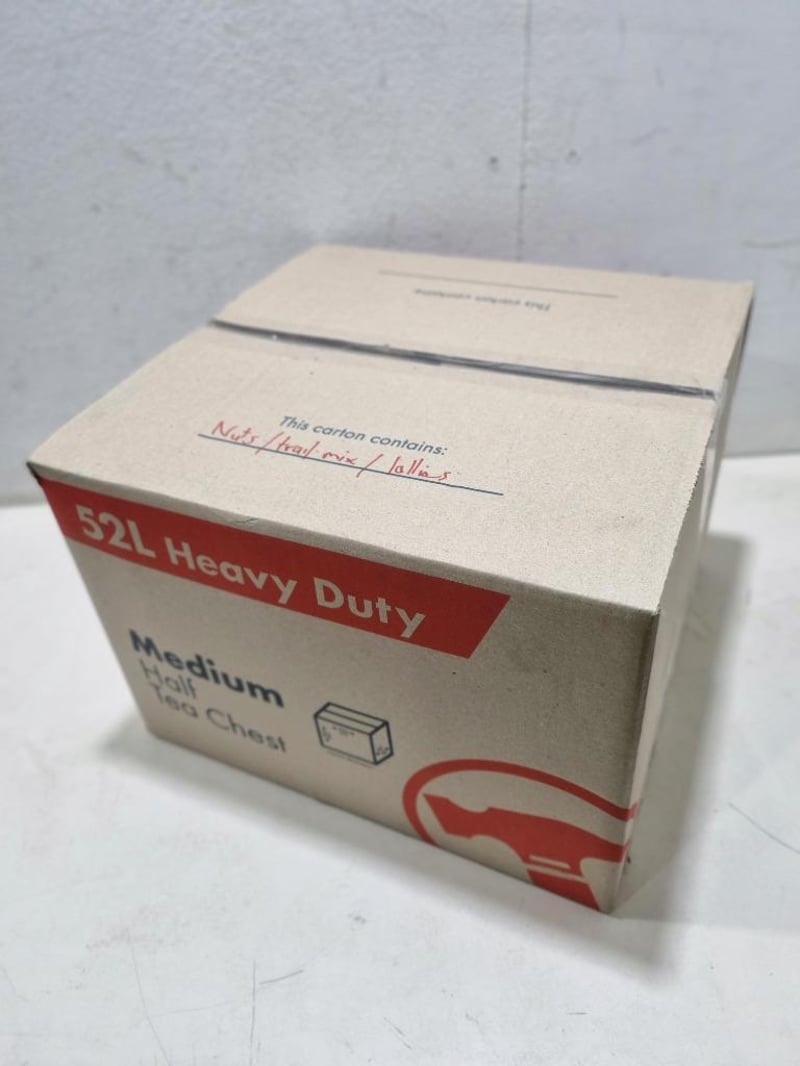 This carton contains
This carton contains:
Nuts/trail mix/lollies
52L Heavy Duty
Medium
Half
Tea Chest